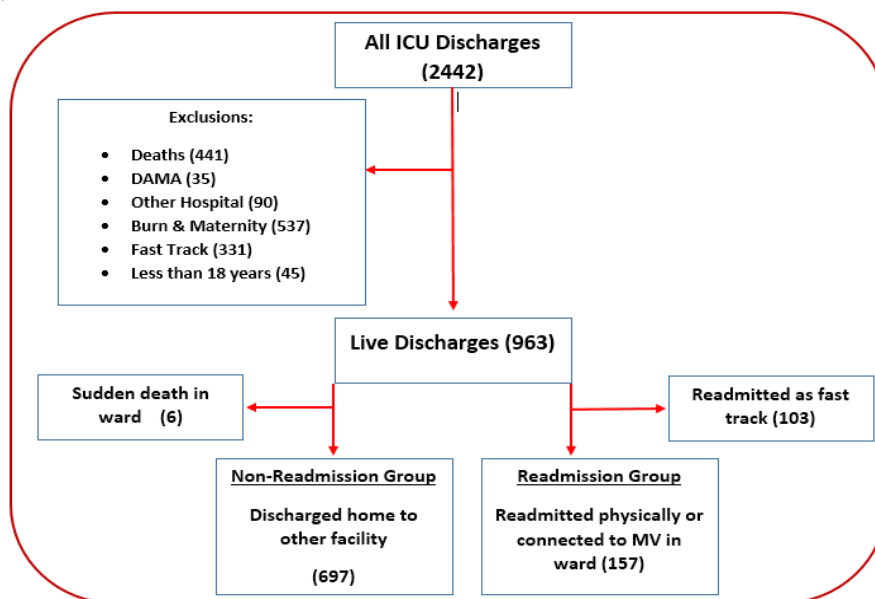 All ICU Discharges
(2442)
Exclusions:
• Deaths (441)
• DAMA (35)
• Other Hospital (90)
• Burn & Maternity (537)
• Fast Track (331)
• Less than 18 years (45)
Live Discharges (963)
Sudden death in
ward (6)
Readmitted as fast
track (103)
Non-Readmission Group
Discharged home to
other facility
(697)
Readmission Group
Readmitted physically or
connected to MV in
ward (157)